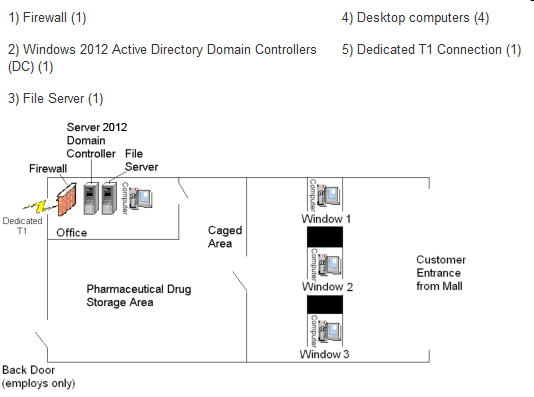 1) Firewall (1)
4) Desktop computers (4)
2) Windows 2012 Active Directory Domain Controllers
(DC) (1)
5) Dedicated T1 Connection (1)
3) File Server (1)
Server 2012
Domain
Controller File
Firewall Server
Computer
Dedicated
T1
Office
Caged
Area
Pharmaceutical Drug
Storage Area
Computer
Window 1
Computer
Window 2
Computer
Window 3
Customer
Entrance
from Mall
Back Door
(employs only)